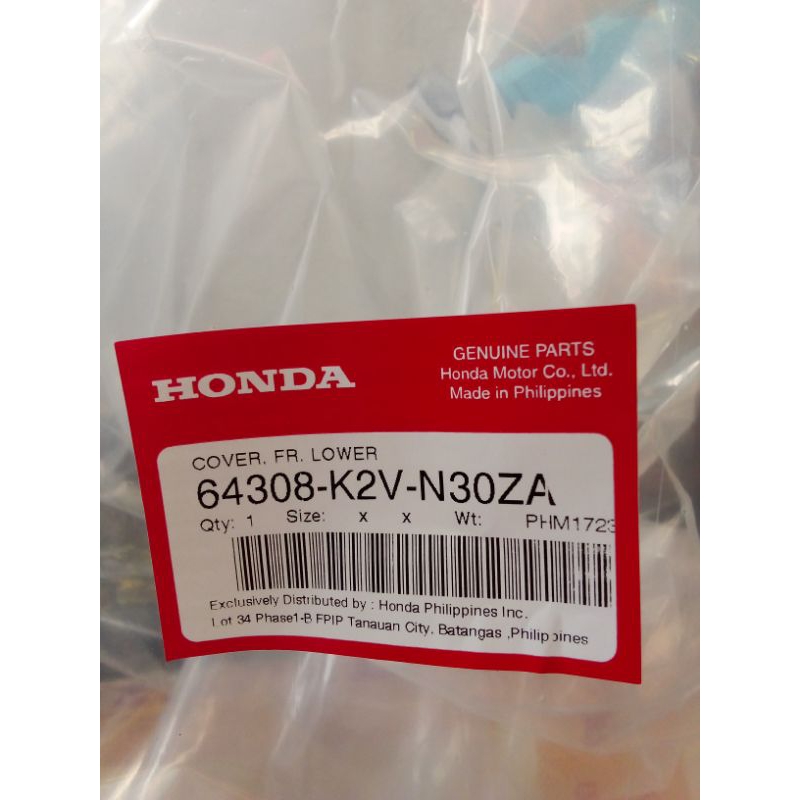 HONDA
GENUINE PARTS
Honda Motor Co., Ltd.
Made in Philippines
COVER, FR. LOWER
64308-K2V-N30ZA
Qty: 1 Size: x x Wt: PHM1723
Exclusively Distributed by : Honda Philippines Inc.
Lot 34 Phase1-B FPIP Tanauan City, Batangas ,Philippines